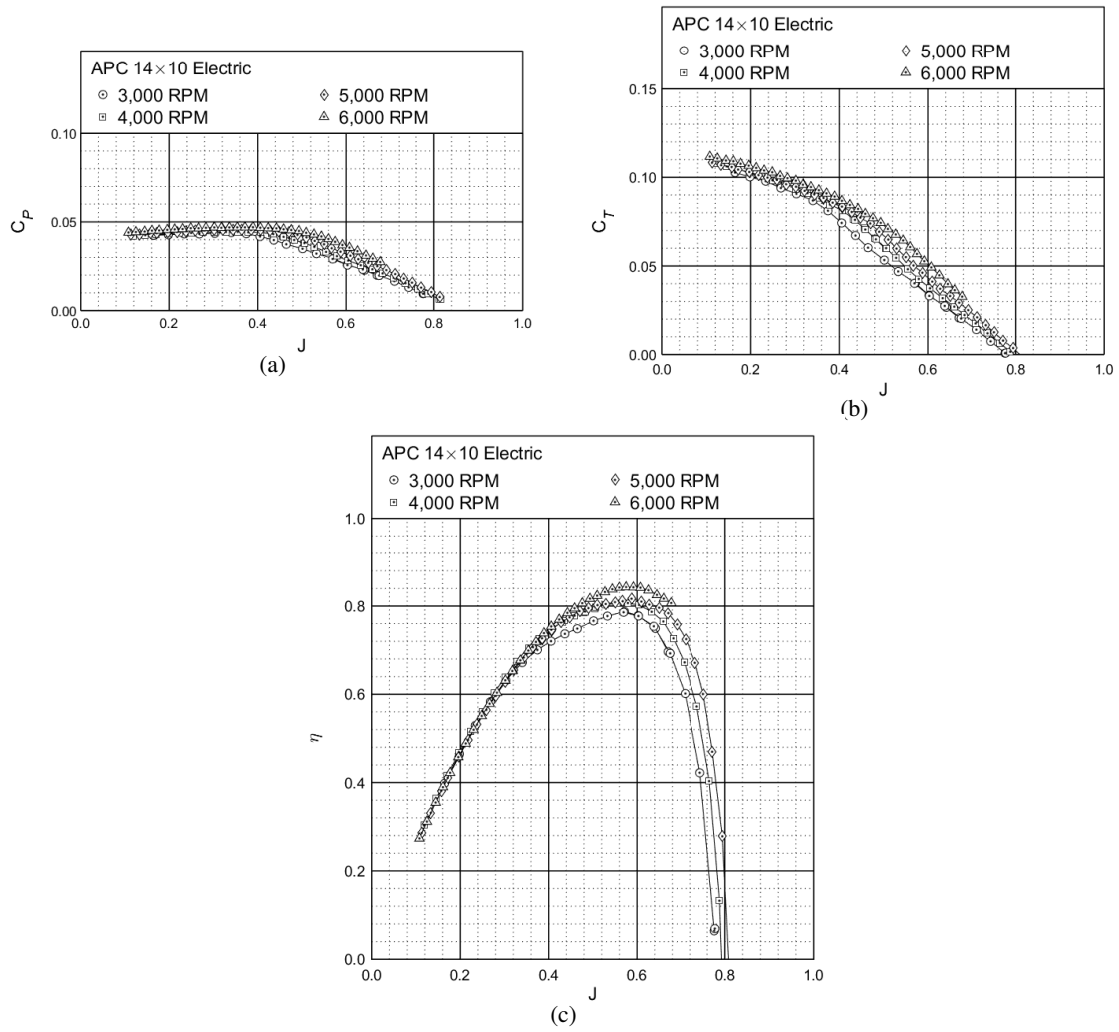 APC 14×10 Electric
3,000 RPM
4,000 RPM
5,000 RPM
6,000 RPM
0.10
0.05
0.00
C_P
0.0 0.2 0.4 0.6 0.8 1.0
J
(a)
APC 14×10 Electric
3,000 RPM
4,000 RPM
5,000 RPM
6,000 RPM
0.15
0.10
0.05
0.00
C_T
0.0 0.2 0.4 0.6 0.8 1.0
J
(b)
APC 14×10 Electric
3,000 RPM
4,000 RPM
5,000 RPM
6,000 RPM
1.0
0.8
0.6
0.4
0.2
0.0
η
0.0 0.2 0.4 0.6 0.8 1.0
J
(c)